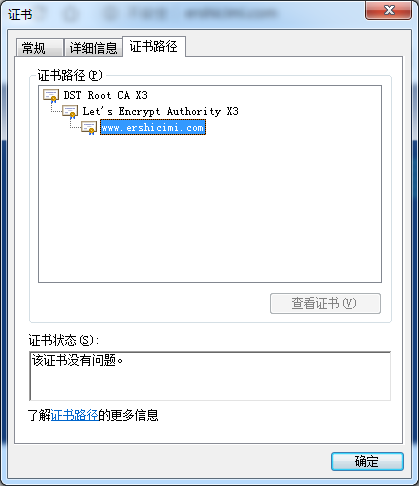 证书
ershicimi.com
常规
详细信息
证书路径
证书路径(P)
DST Root CA X3
Let's Encrypt Authority X3
www.ershicimi.com
查看证书(V)
证书状态(S):
该证书没有问题。
了解证书路径的更多信息
确定